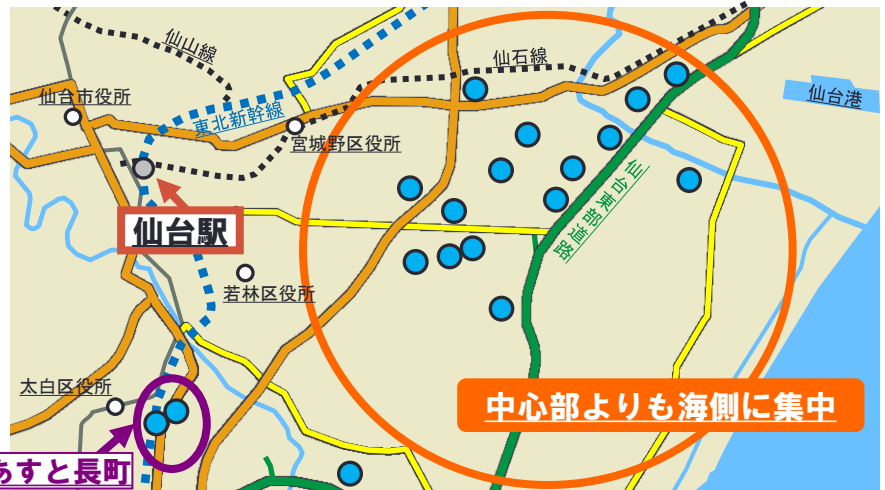 仙山線
仙石線
仙台市役所
仙台港
東北新幹線
宮城野区役所
仙台東部道路
仙台駅
若林区役所
太白区役所
中心部よりも海側に集中
あすと長町